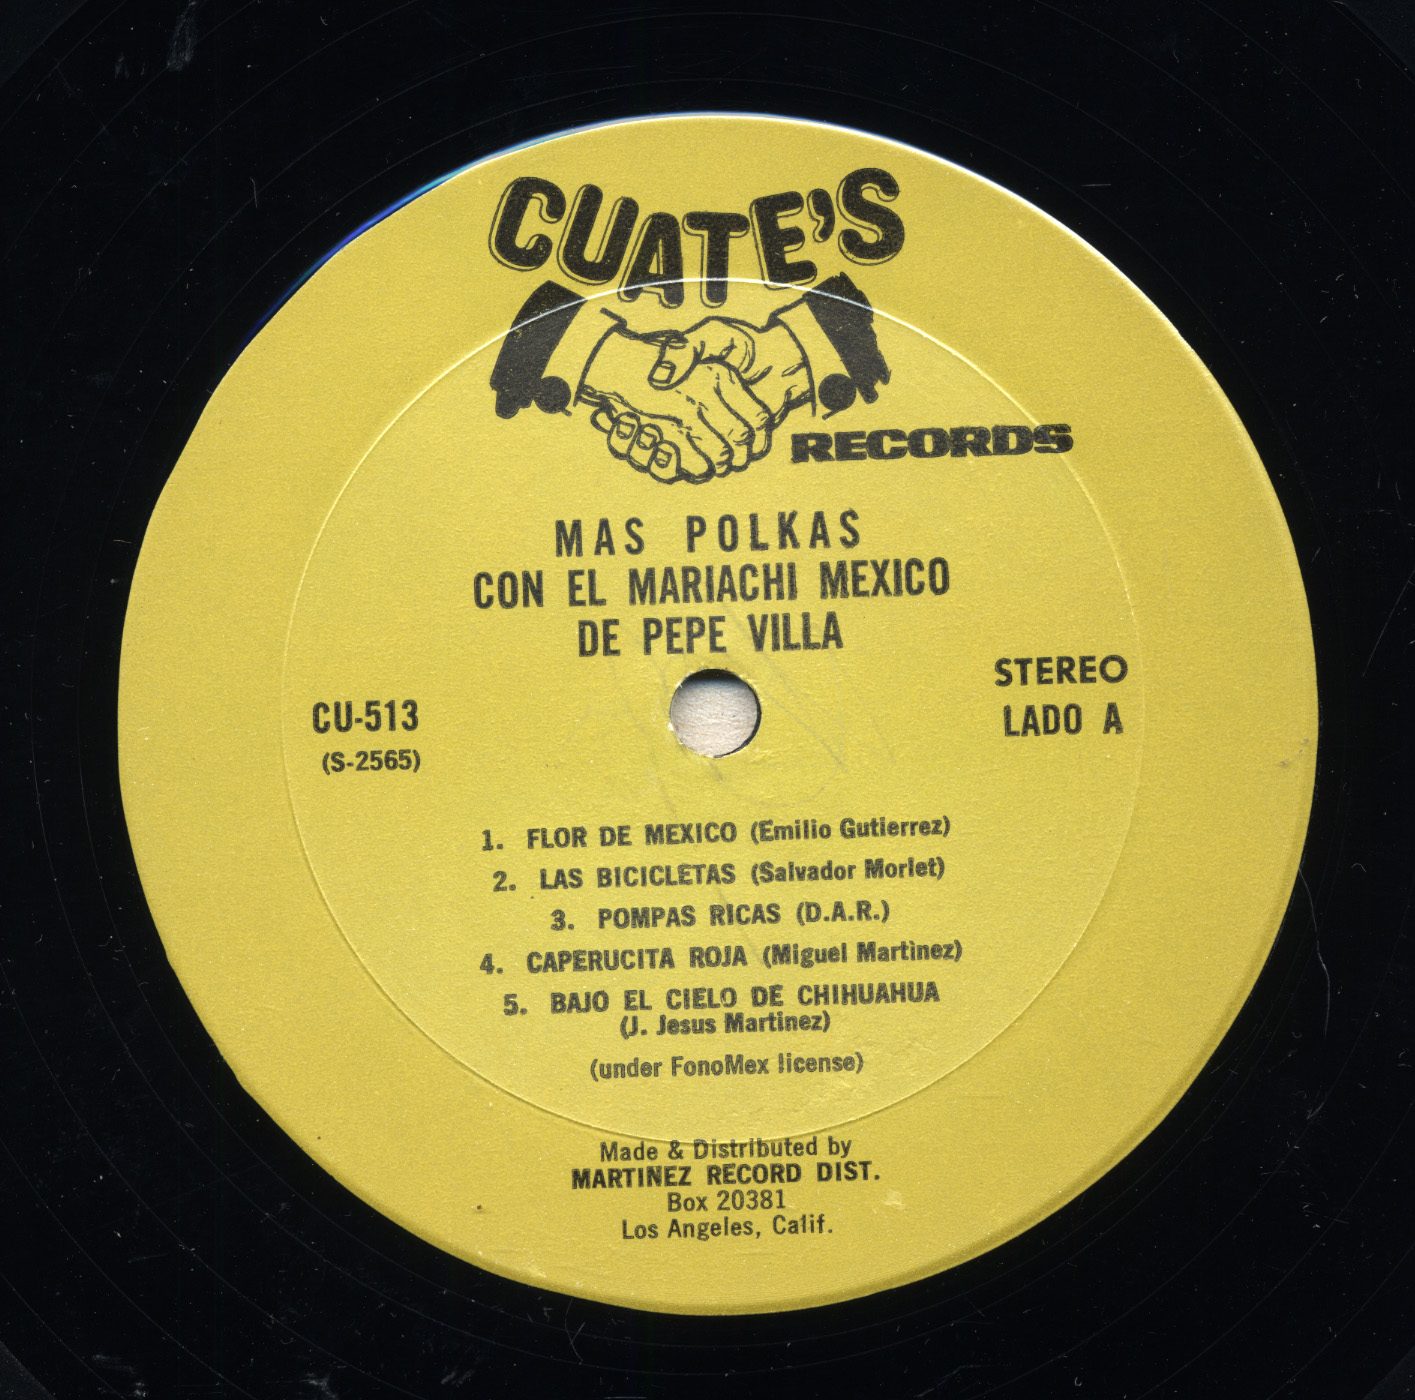 CUATE'S
RECORDS
MAS POLKAS
CON EL MARIACHI MEXICO
DE PEPE VILLA
CU-513
(S-2565)
STEREO
LADO A
1. FLOR DE MEXICO (Emilio Gutierrez)
2. LAS BICICLETAS (Salvador Morlet)
3. POMPAS RICAS (D.A.R.)
4. CAPERUCITA ROJA (Miguel Martinez)
5. BAJO EL CIELO DE CHIHUAHUA
(J. Jesus Martinez)
(under FonoMex license)
Made & Distributed by
MARTINEZ RECORD DIST.
Box 20381
Los Angeles, Calif.